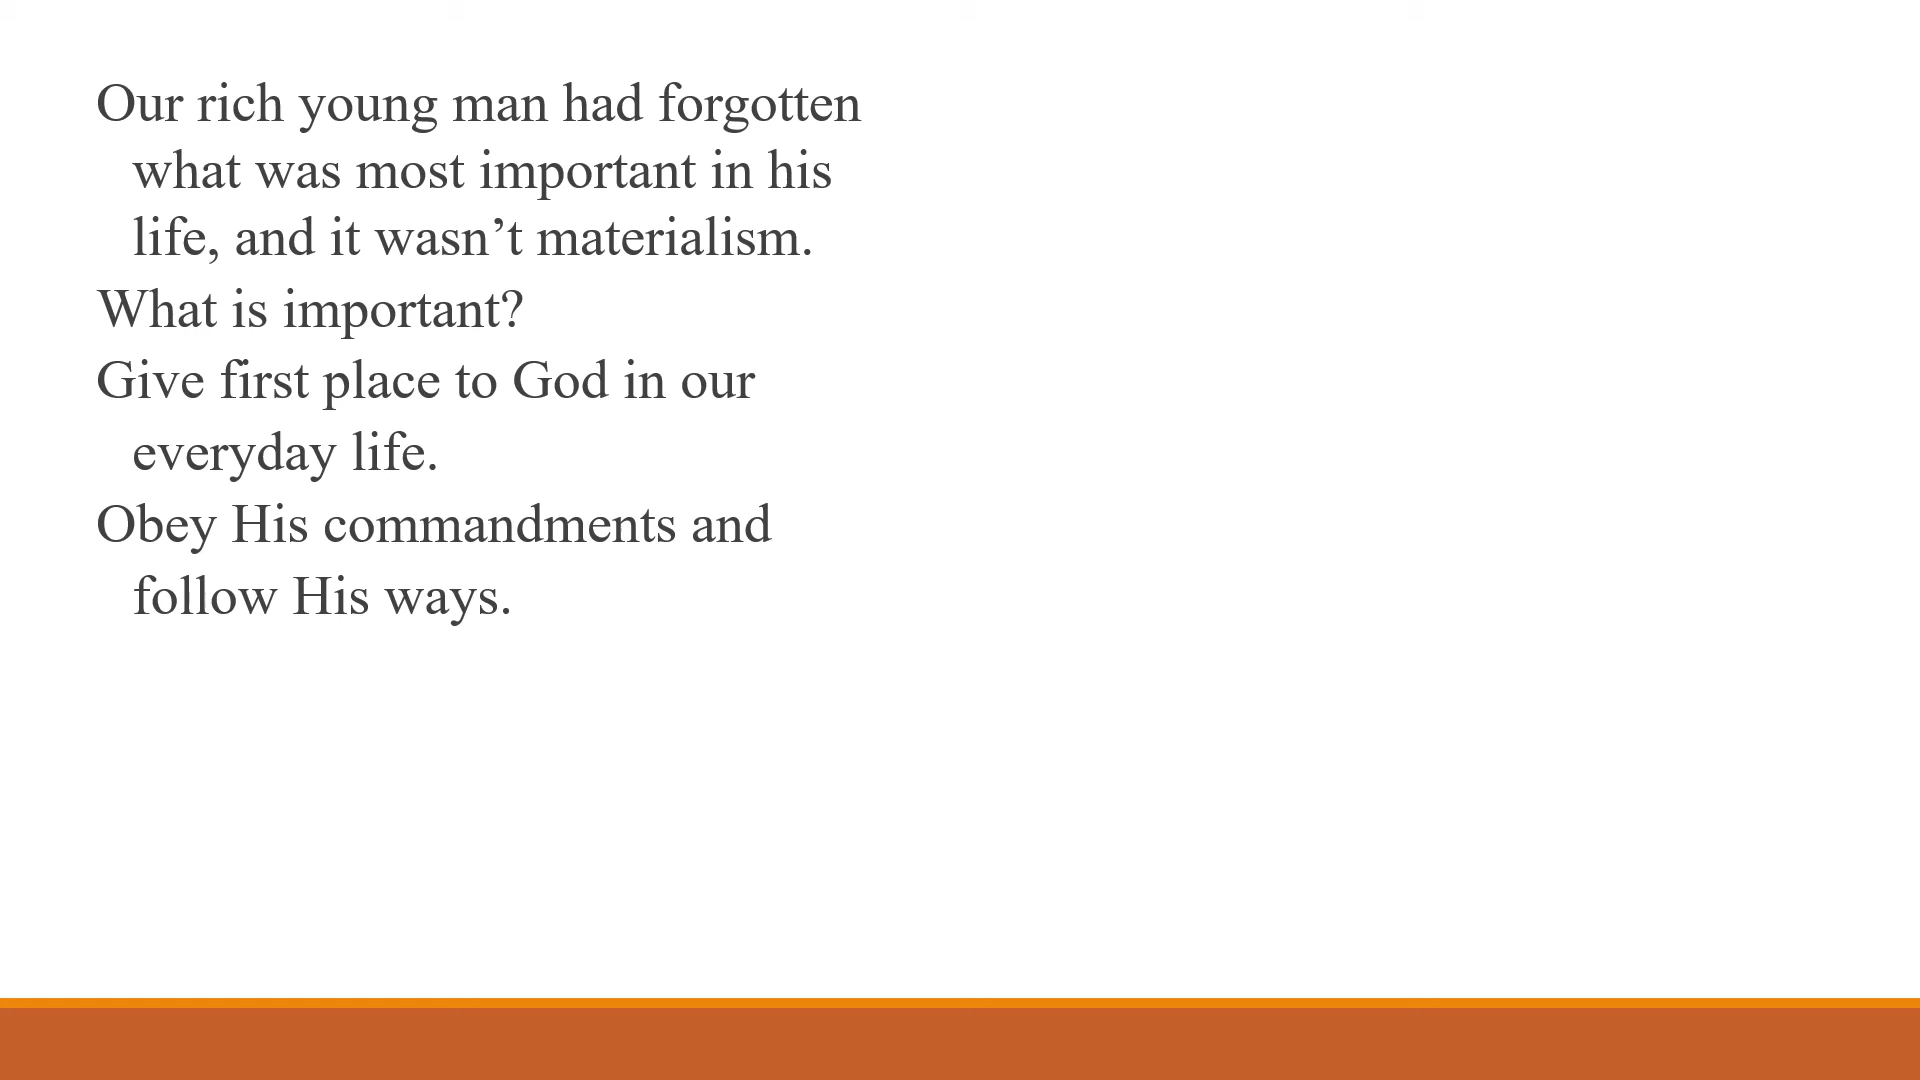 Our rich young man had forgotten
what was most important in his
life, and it wasn’t materialism.
What is important?
Give first place to God in our
everyday life.
Obey His commandments and
follow His ways.